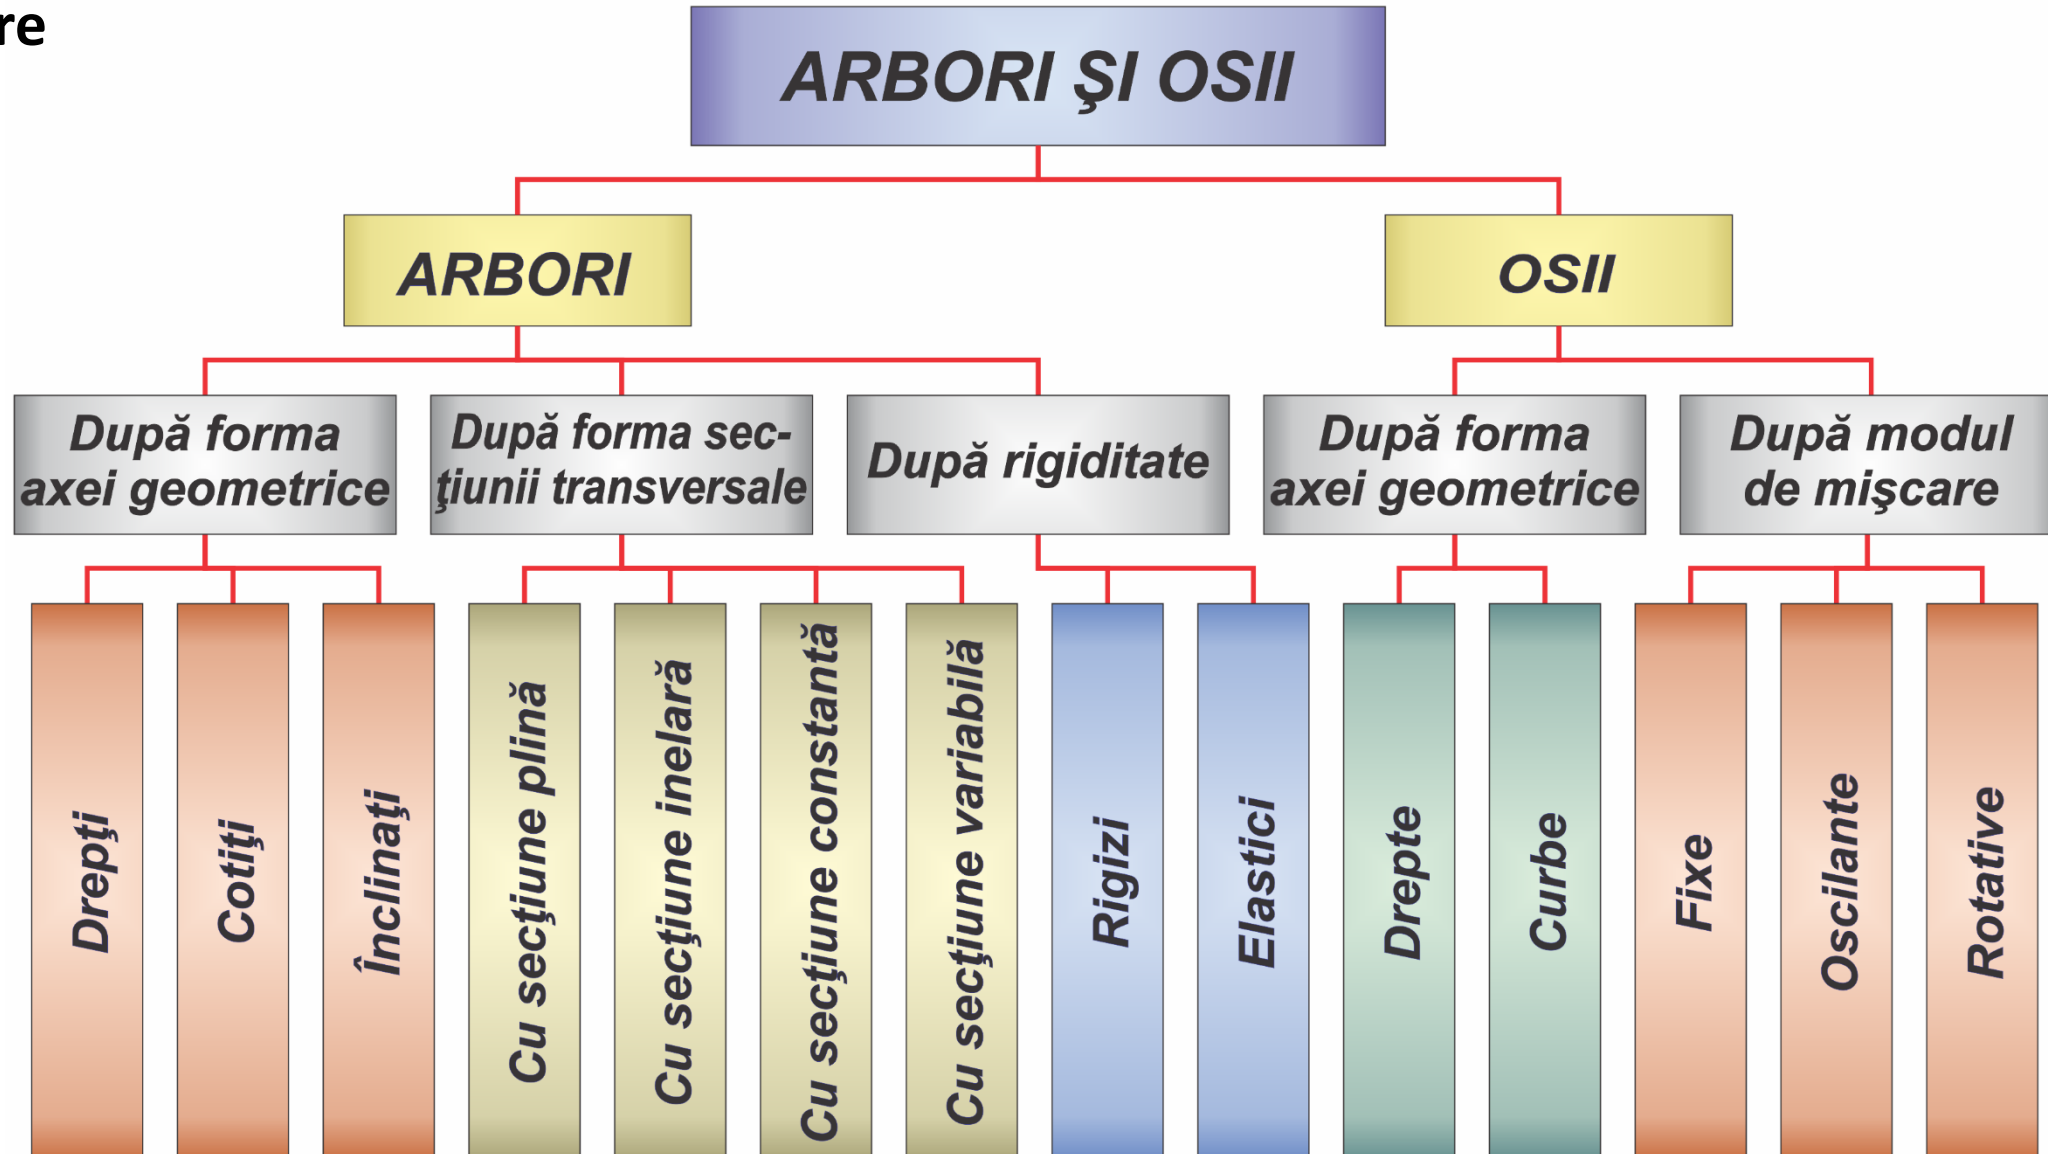 re
ARBORI ŞI OSII
ARBORI
OSII
După forma
axei geometrice
După forma sec-
ţiunii transversale
După rigiditate
După forma
axei geometrice
După modul
de mişcare
Drepţi
Cotiţi
Înclinaţi
Cu secţiune plină
Cu secţiune inelară
Cu secţiune constantă
Cu secţiune variabilă
Rigizi
Elastici
Drepte
Curbe
Fixe
Oscilante
Rotative